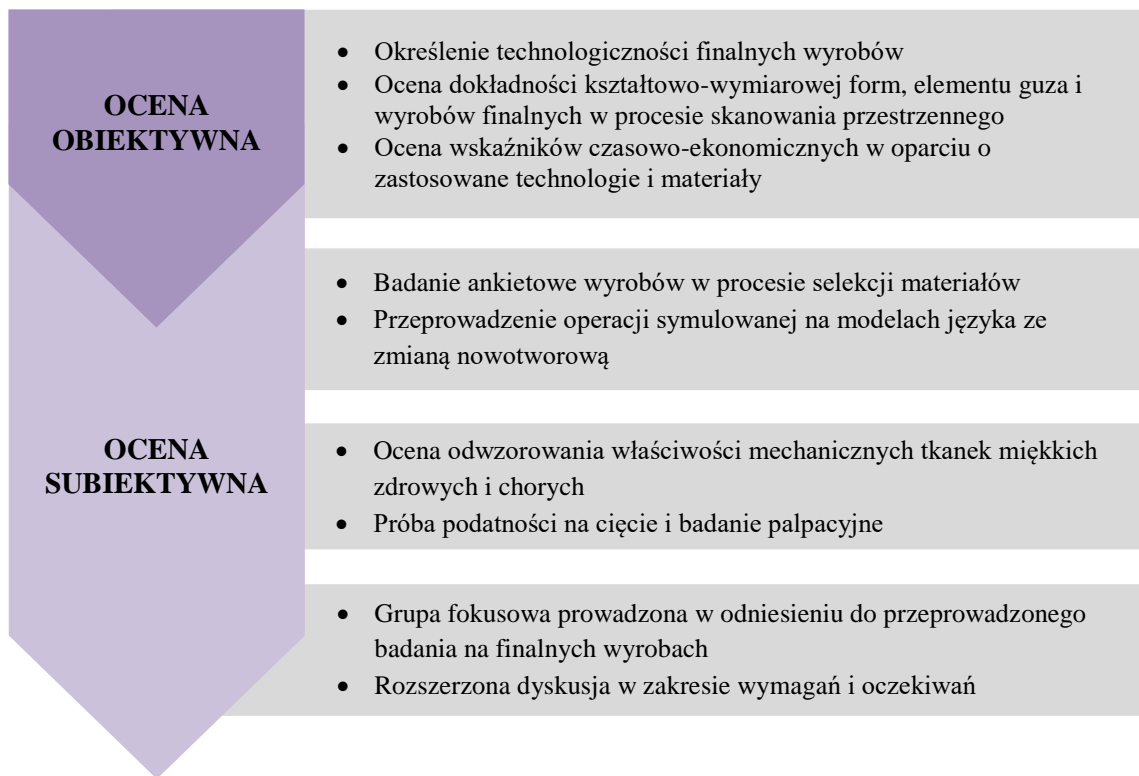 OCENA
OBIEKTYWNA
• Określenie technologiczności finalnych wyrobów
• Ocena dokładności kształtowo-wymiarowej form, elementu guza i
wyrobów finalnych w procesie skanowania przestrzennego
• Ocena wskaźników czasowo-ekonomicznych w oparciu o
zastosowane technologie i materiały
• Badanie ankietowe wyrobów w procesie selekcji materiałów
• Przeprowadzenie operacji symulowanej na modelach języka ze
zmianą nowotworową
OCENA
SUBIEKTYWNA
• Ocena odwzorowania właściwości mechanicznych tkanek miękkich
zdrowych i chorych
• Próba podatności na cięcie i badanie palpacyjne
• Grupa fokusowa prowadzona w odniesieniu do przeprowadzonego
badania na finalnych wyrobach
• Rozszerzona dyskusja w zakresie wymagań i oczekiwań